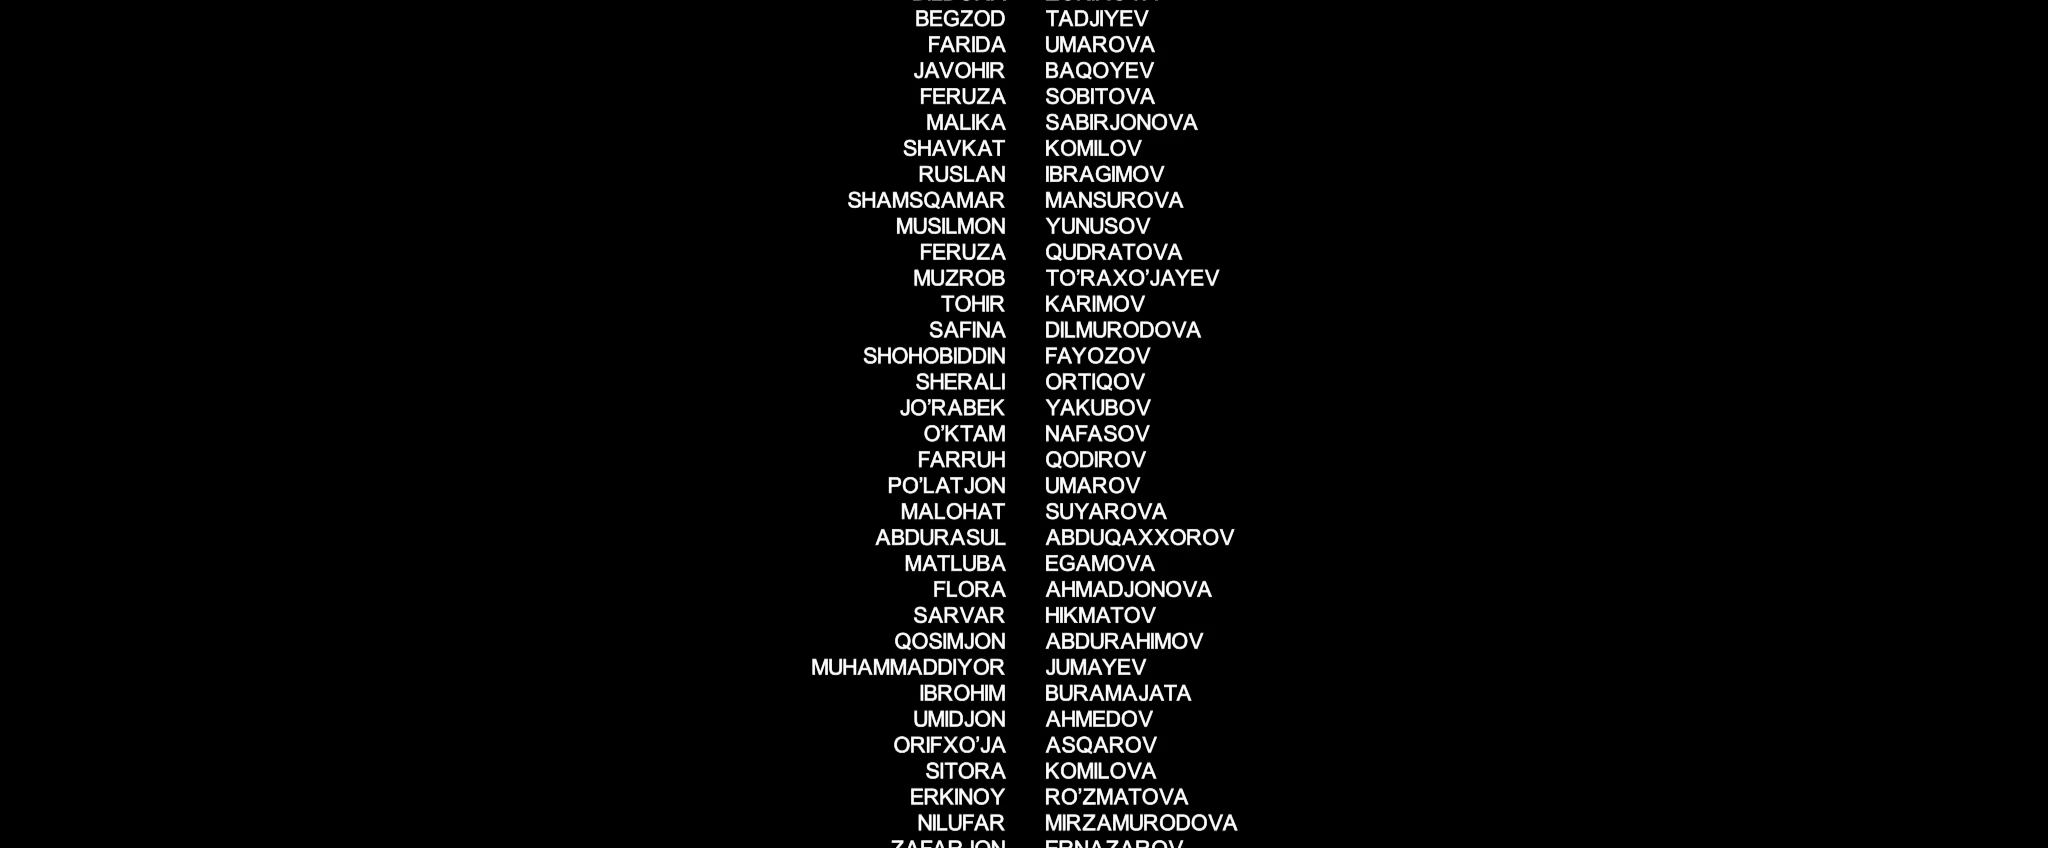 BEGZOD TADJIYEV
FARIDA UMAROVA
JAVOHIR BAQOYEV
FERUZA SOBITOVA
MALIKA SABIRJONOVA
SHAVKAT KOMILOV
RUSLAN IBRAGIMOV
SHAMSQAMAR MANSUROVA
MUSILMON YUNUSOV
FERUZA QUDRATOVA
MUZROB TO’RAXO’JAYEV
TOHIR KARIMOV
SAFINA DILMURODOVA
SHOHOBIDDIN FAYOZOV
SHERALI ORTIQOV
JO’RABEK YAKUBOV
O’KTAM NAFASOV
FARRUH QODIROV
PO’LATJON UMAROV
MALOHAT SUYAROVA
ABDURASUL ABDUQAXXOROV
MATLUBA EGAMOVA
FLORA AHMADJONOVA
SARVAR HIKMATOV
QOSIMJON ABDURAHIMOV
MUHAMMADDIYOR JUMAYEV
IBROHIM BURAMAJATA
UMIDJON AHMEDOV
ORIFXO’JA ASQAROV
SITORA KOMILOVA
ERKINOY RO’ZMATOVA
NILUFAR MIRZAMURODOVA
ZAFARJON ERNAZAROV